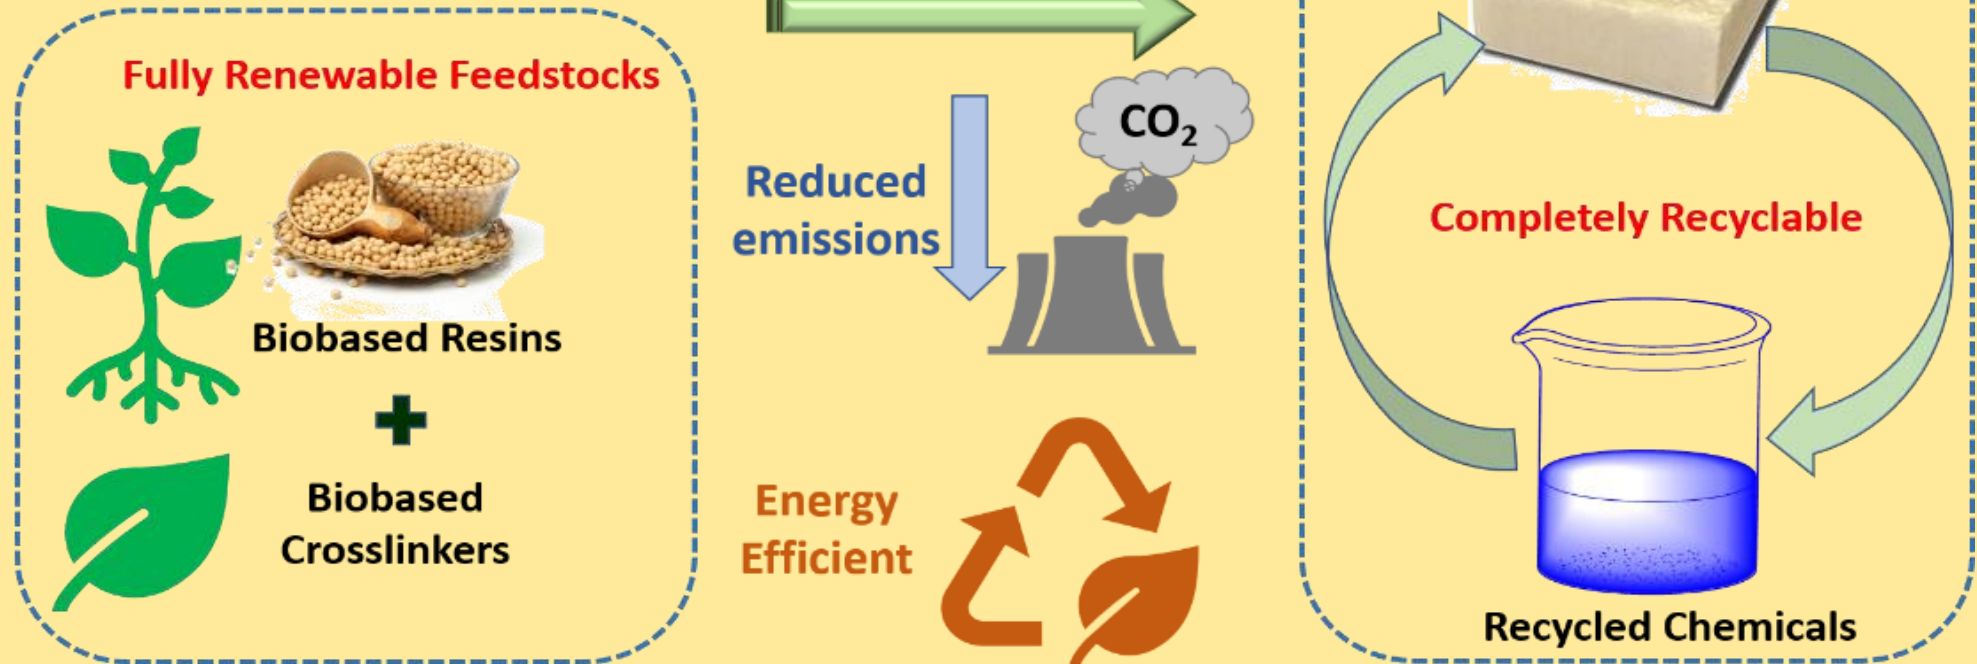 Fully Renewable Feedstocks
Biobased Resins
Biobased
Crosslinkers
Reduced
emissions
CO₂
Energy
Efficient
Completely Recyclable
Recycled Chemicals